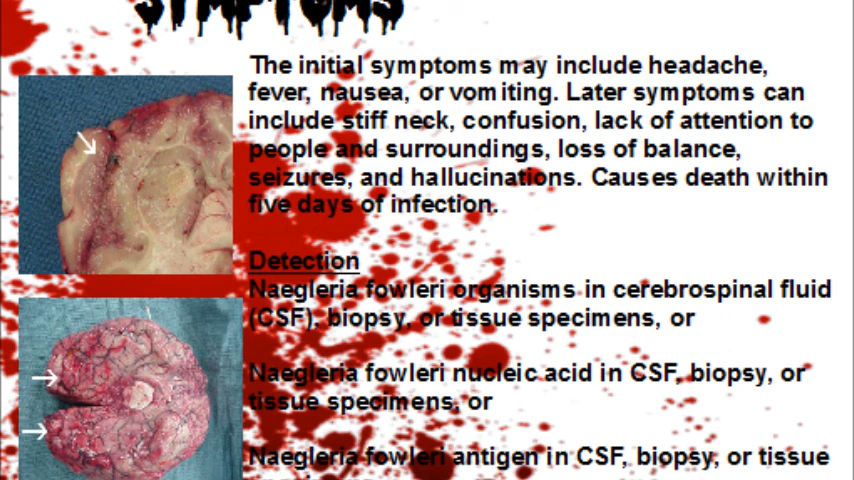 SYMPTOMS
The initial symptoms may include headache,
fever, nausea, or vomiting. Later symptoms can
include stiff neck, confusion, lack of attention to
people and surroundings, loss of balance,
seizures, and hallucinations. Causes death within
five days of infection.
Detection
Naegleria fowleri organisms in cerebrospinal fluid
(CSF), biopsy, or tissue specimens, or
Naegleria fowleri nucleic acid in CSF, biopsy, or
tissue specimens, or
Naegleria fowleri antigen in CSF, biopsy, or tissue